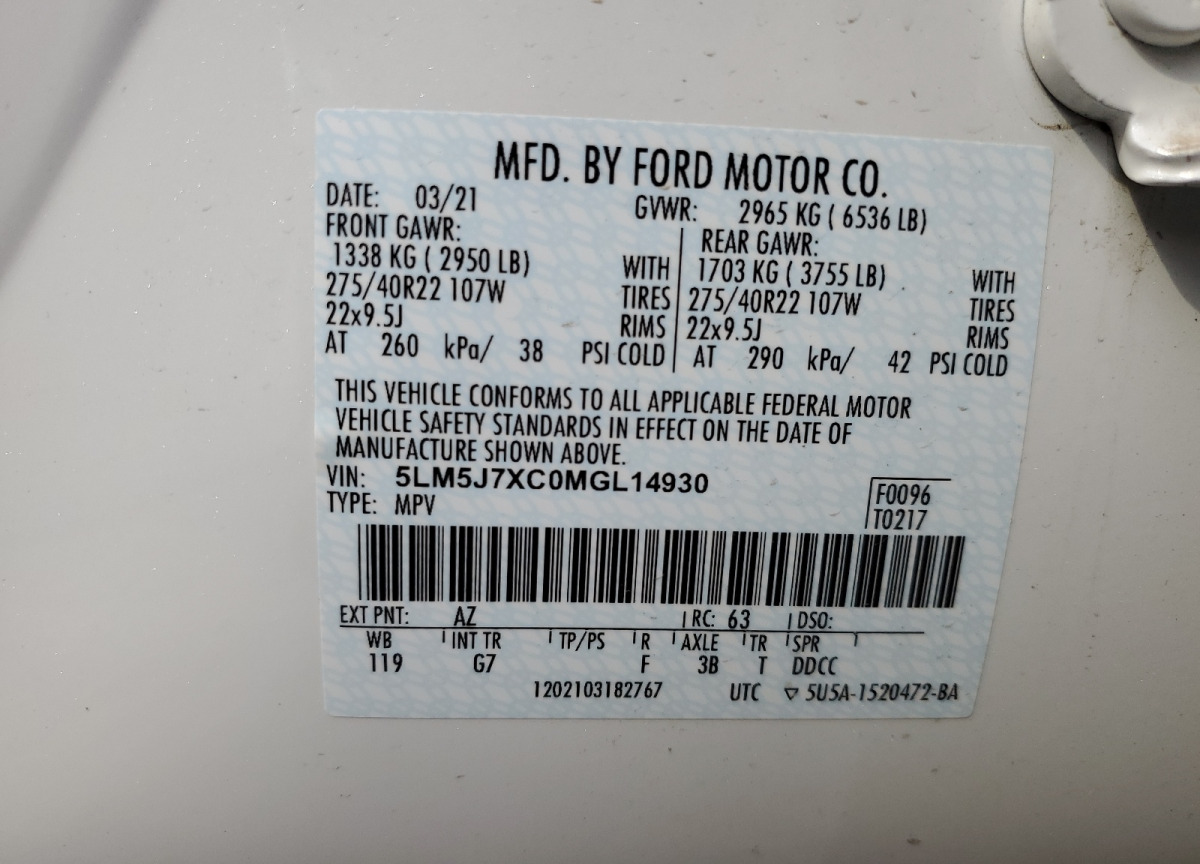 MFD. BY FORD MOTOR CO.
DATE: 03/21 GVWR: 2965 KG ( 6536 LB)
FRONT GAWR: REAR GAWR:
1338 KG ( 2950 LB) WITH 1703 KG ( 3755 LB) WITH
275/40R22 107W TIRES 275/40R22 107W TIRES
22x9.5J RIMS 22x9.5J RIMS
AT 260 kPa/ 38 PSI COLD AT 290 kPa/ 42 PSI COLD
THIS VEHICLE CONFORMS TO ALL APPLICABLE FEDERAL MOTOR
VEHICLE SAFETY STANDARDS IN EFFECT ON THE DATE OF
MANUFACTURE SHOWN ABOVE.
VIN: 5LM5J7XC0MGL14930 F0096
TYPE: MPV T0217
EXT PNT: AZ RC: 63 DSO:
WB INT TR TP/PS R AXLE TR SPR
119 G7 F 3B T DDCC
1202103182767 UTC ▽ 5U5A-1520472-BA